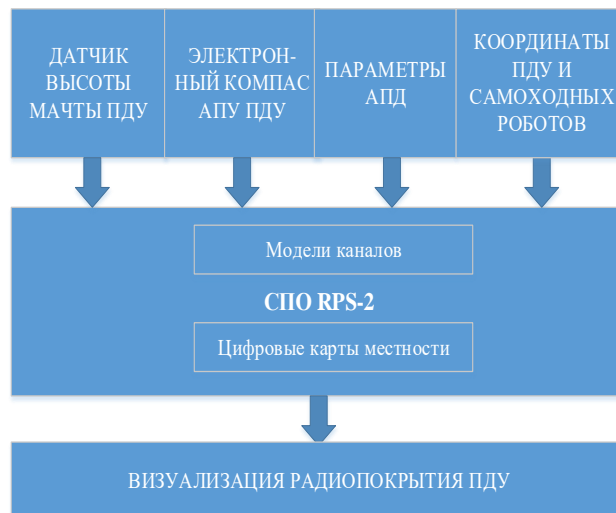 ДАТЧИК
ВЫСОТЫ
МАЧТЫ ПДУ
ЭЛЕКТРОН-
НЫЙ КОМПАС
АПУ ПДУ
ПАРАМЕТРЫ
АПД
КООРДИНАТЫ
ПДУ И
САМОХОДНЫХ
РОБОТОВ
Модели каналов
СПО RPS-2
Цифровые карты местности
ВИЗУАЛИЗАЦИЯ РАДИОПОКРЫТИЯ ПДУ